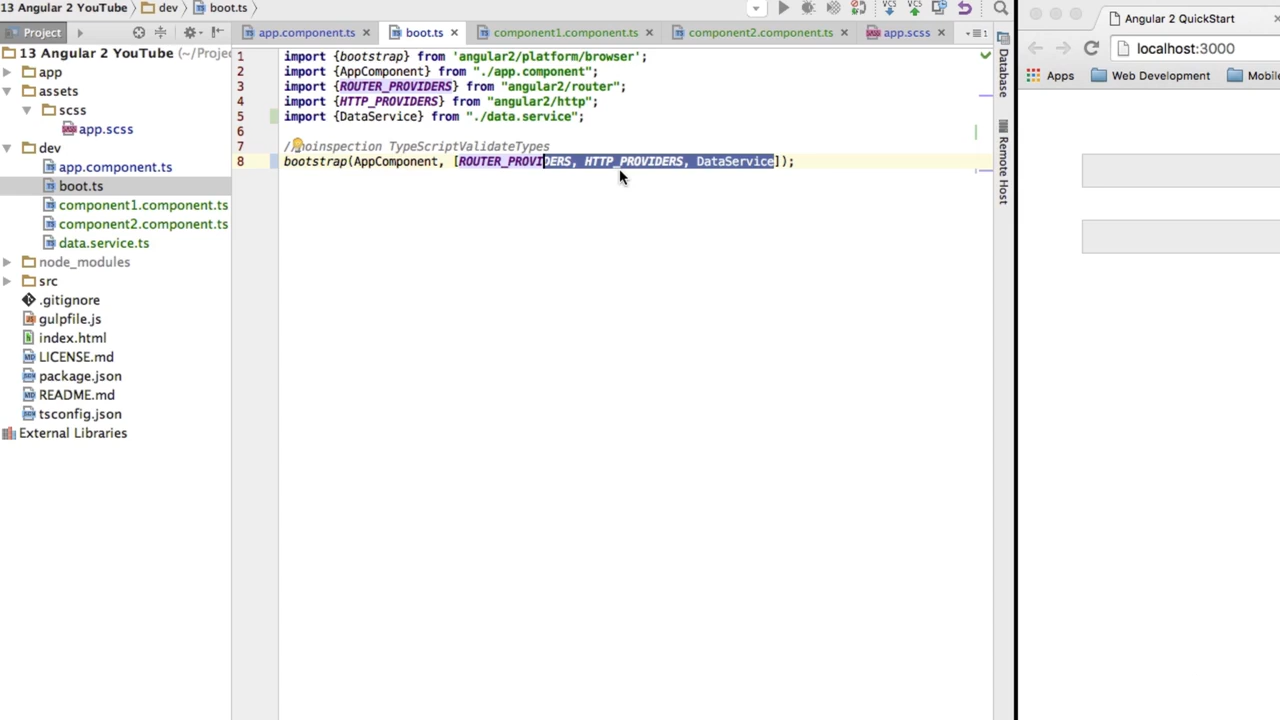 13 Angular 2 YouTube dev boot.ts
Project
app.component.ts boot.ts component1.component.ts component2.component.ts app.scss
13 Angular 2 YouTube (~/Projec
app
assets
scss
app.scss
dev
app.component.ts
boot.ts
component1.component.ts
component2.component.ts
data.service.ts
node_modules
src
.gitignore
gulpfile.js
index.html
LICENSE.md
package.json
README.md
tsconfig.json
External Libraries
1 import {bootstrap} from 'angular2/platform/browser';
2 import {AppComponent} from "./app.component";
3 import {ROUTER_PROVIDERS} from "angular2/router";
4 import {HTTP_PROVIDERS} from "angular2/http";
5 import {DataService} from "./data.service";
6
7 //noinspection TypeScriptValidateTypes
8 bootstrap(AppComponent, [ROUTER_PROVIDERS, HTTP_PROVIDERS, DataService]);
VCS VCS
Database
Remote Host
Angular 2 QuickStart
localhost:3000
Apps Web Development Mobile